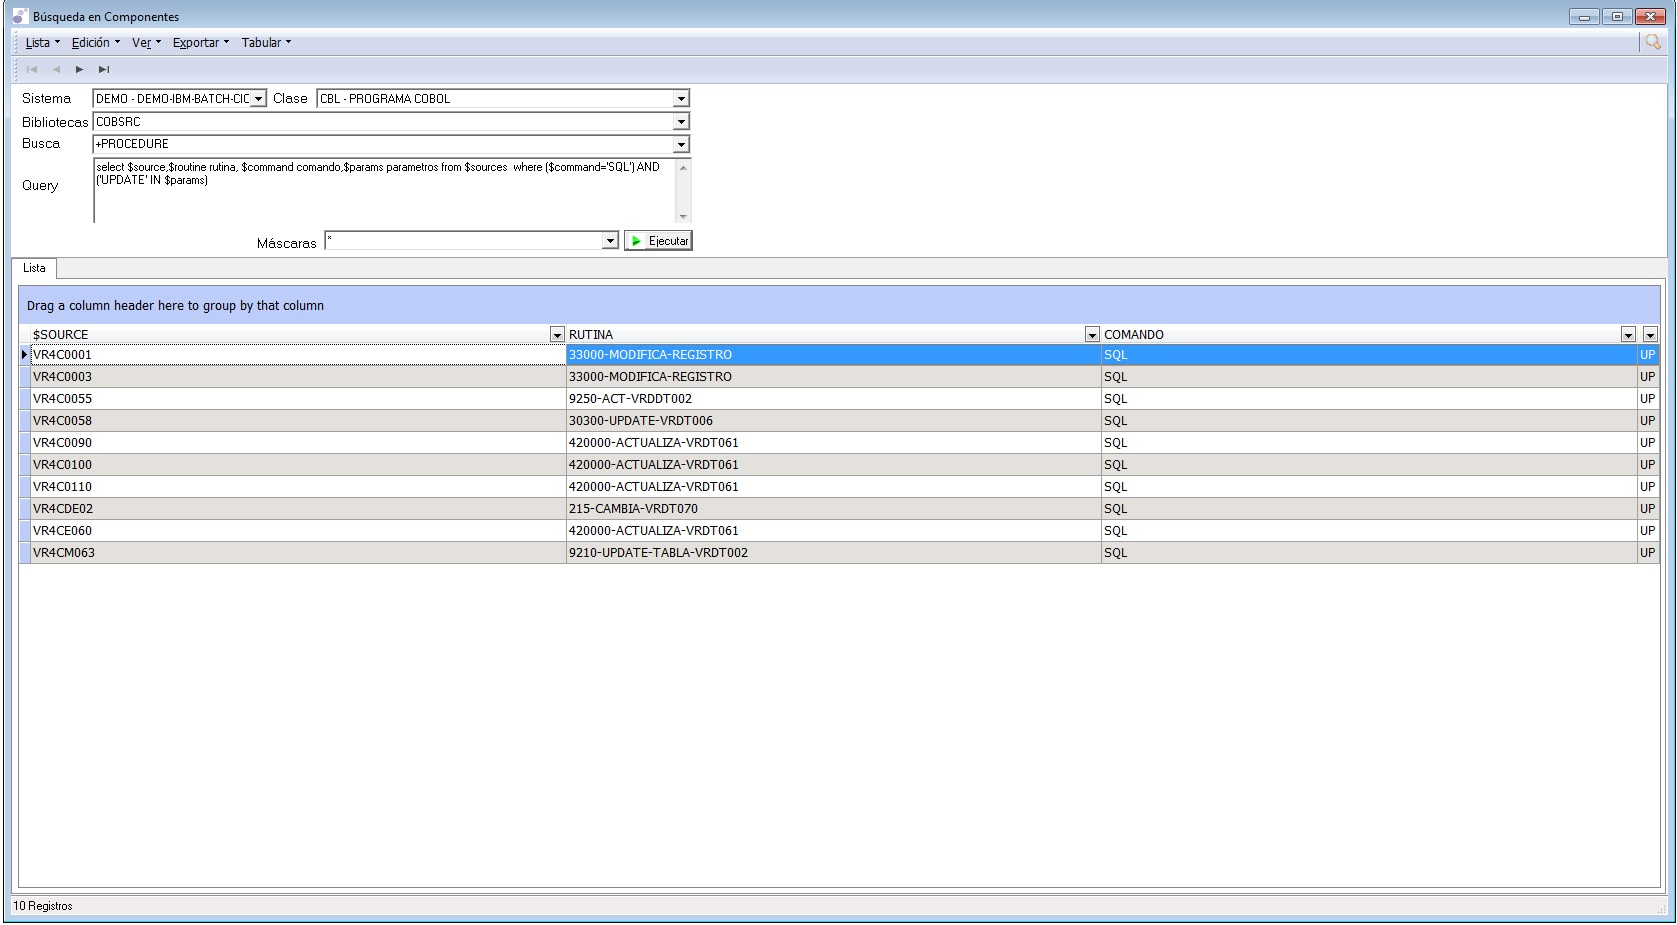 Búsqueda en Componentes
Lista Edición Ver Exportar Tabular
Sistema DEMO - DEMO-IBM-BATCH-CIC Clase CBL - PROGRAMA COBOL
Bibliotecas COBSRC
Busca +PROCEDURE
Query select $source,$routine rutina, $command comando,$params parametros from $sources where ($command='SQL') AND
('UPDATE' IN $params)
Máscaras * Ejecutar
Lista
Drag a column header here to group by that column
$SOURCE RUTINA COMANDO
VR4C0001 33000-MODIFICA-REGISTRO SQL UP
VR4C0003 33000-MODIFICA-REGISTRO SQL UP
VR4C0055 9250-ACT-VRDDT002 SQL UP
VR4C0058 30300-UPDATE-VRDT006 SQL UP
VR4C0090 420000-ACTUALIZA-VRDT061 SQL UP
VR4C0100 420000-ACTUALIZA-VRDT061 SQL UP
VR4C0110 420000-ACTUALIZA-VRDT061 SQL UP
VR4CDE02 215-CAMBIA-VRDT070 SQL UP
VR4CE060 420000-ACTUALIZA-VRDT061 SQL UP
VR4CM063 9210-UPDATE-TABLA-VRDT002 SQL UP
10 Registros